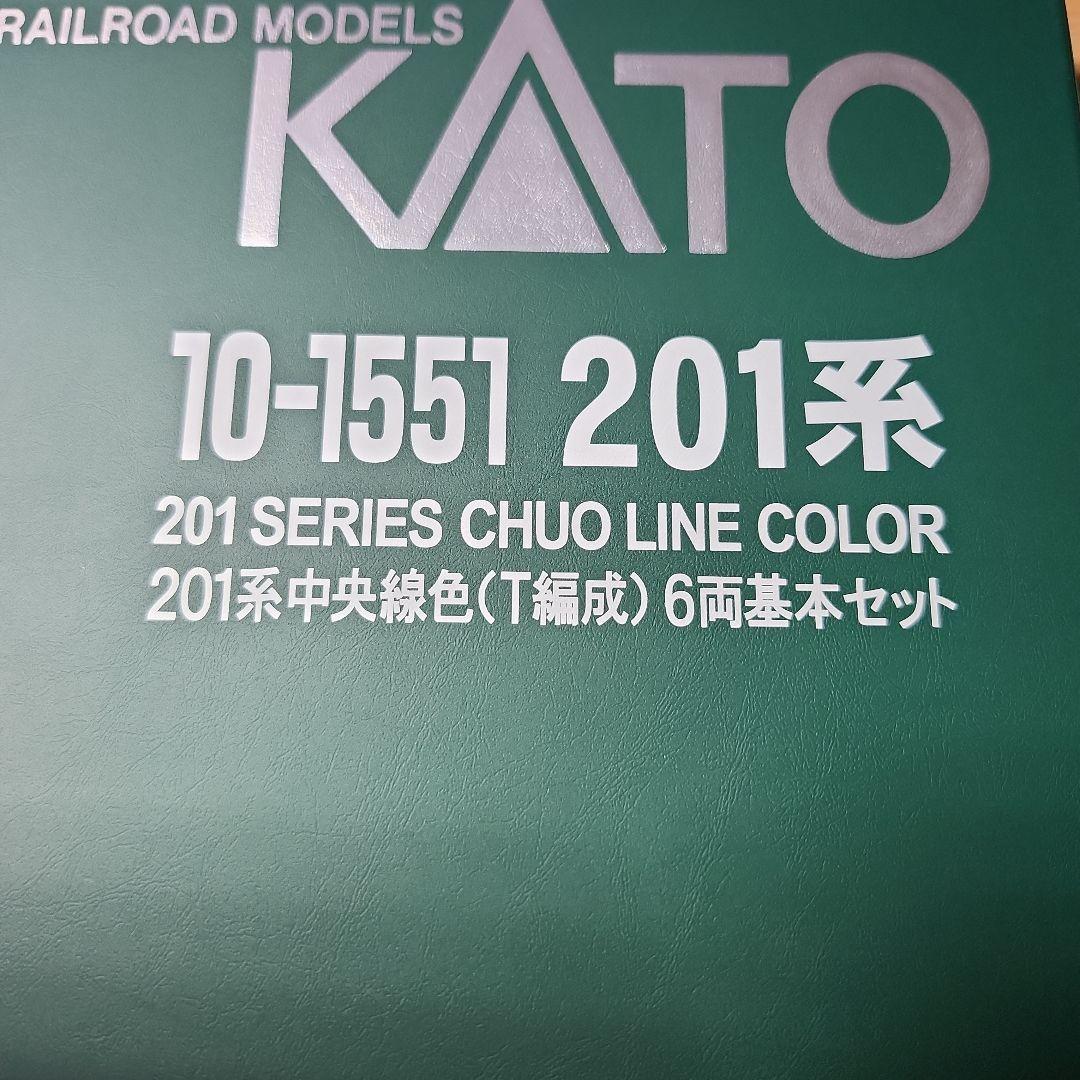 RAILROAD MODELS
KATO
10-1551 201系
201 SERIES CHUO LINE COLOR
201系中央線色(T編成) 6両基本セット